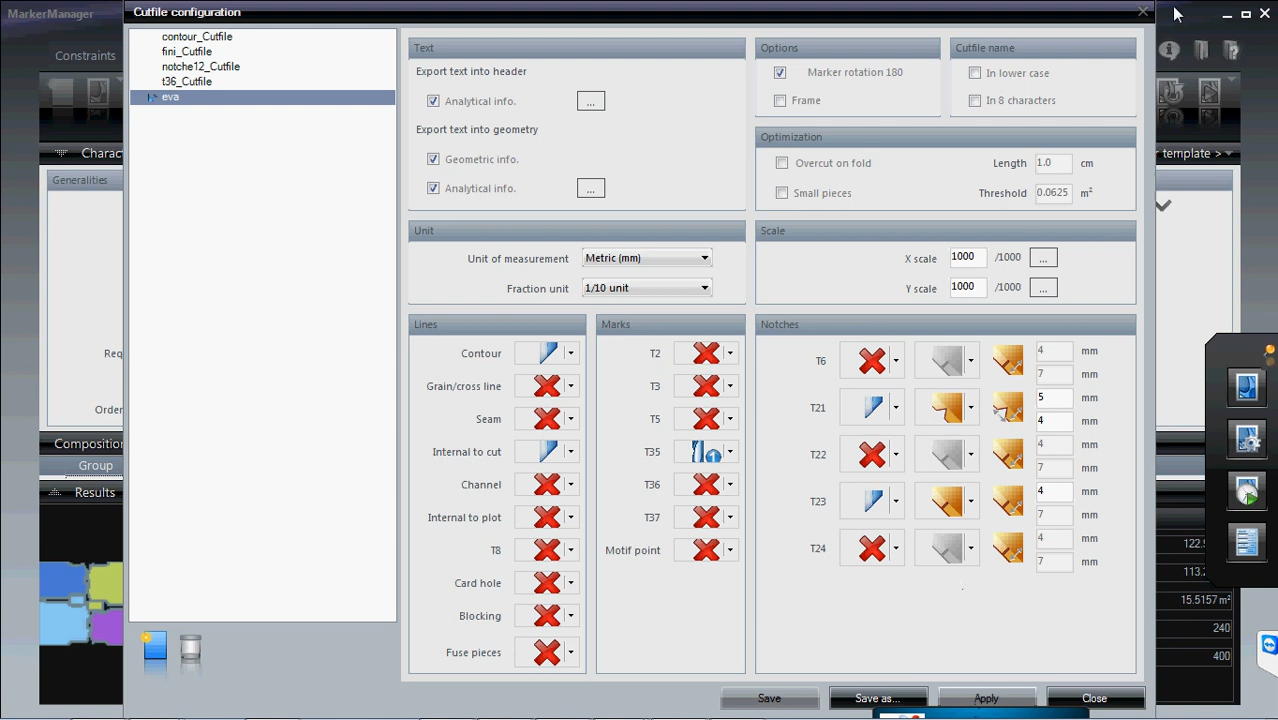 MarkerManager
Cutfile configuration
Constraints
contour_Cutfile
fini_Cutfile
notche12_Cutfile
t36_Cutfile
eva
Charac
Generalities
Req
Order
Composition
Group
Results
Text
Export text into header
Analytical info.
...
Export text into geometry
Geometric info.
Analytical info.
...
Options
Marker rotation 180
Frame
Cutfile name
In lower case
In 8 characters
Optimization
Overcut on fold
Length 1.0 cm
Small pieces
Threshold 0.0625 m²
r template >
Unit
Unit of measurement Metric (mm)
Fraction unit 1/10 unit
Scale
X scale 1000 /1000 ...
Y scale 1000 /1000 ...
Lines
Contour
Grain/cross line
Seam
Internal to cut
Channel
Internal to plot
T8
Card hole
Blocking
Fuse pieces
Marks
T2
T3
T5
T35
T36
T37
Motif point
Notches
T6 4 mm
7 mm
T21 5 mm
4 mm
T22 4 mm
7 mm
T23 4 mm
7 mm
T24 4 mm
7 mm
122.9
113.2
15.5157 m²
240
400
Save
Save as...
Apply
Close